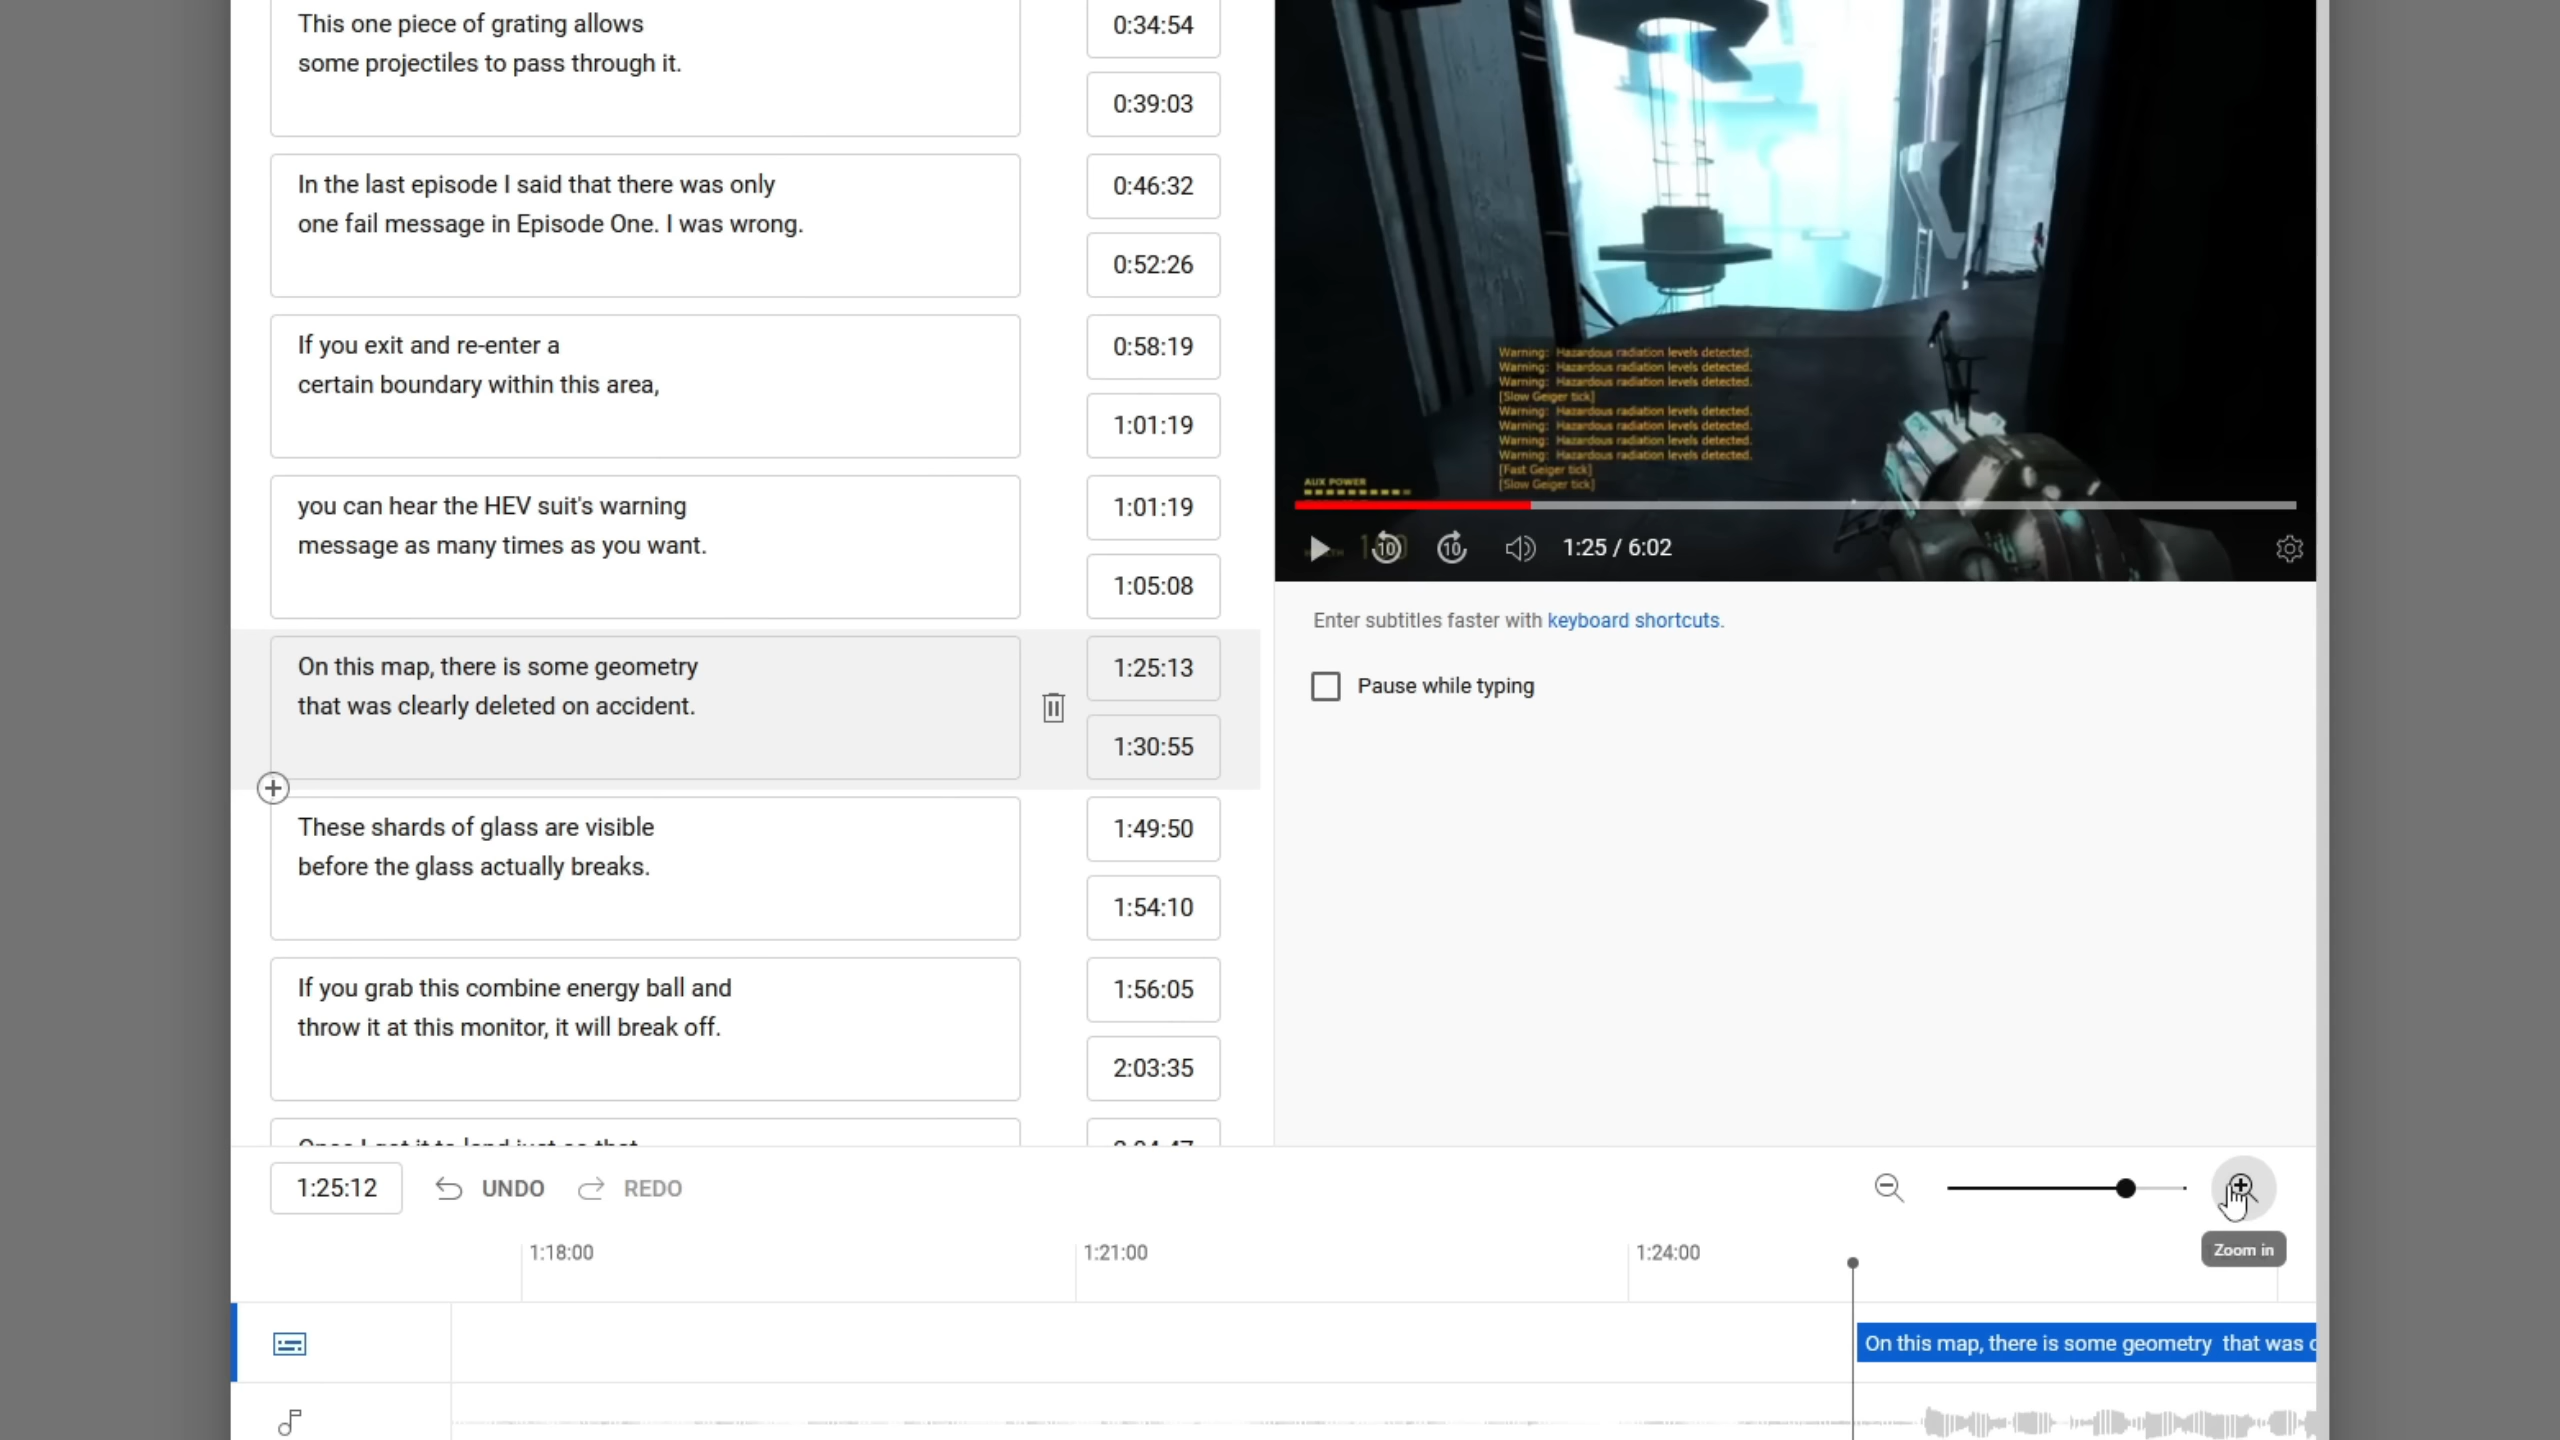 This one piece of grating allows
some projectiles to pass through it.
0:34:54
0:39:03
In the last episode I said that there was only
one fail message in Episode One. I was wrong.
0:46:32
0:52:26
If you exit and re-enter a
certain boundary within this area,
0:58:19
1:01:19
you can hear the HEV suit's warning
message as many times as you want.
1:01:19
1:05:08
On this map, there is some geometry
that was clearly deleted on accident.
1:25:13
1:30:55
These shards of glass are visible
before the glass actually breaks.
1:49:50
1:54:10
If you grab this combine energy ball and
throw it at this monitor, it will break off.
1:56:05
2:03:35
Warning: Hazardous radiation levels detected.
Warning: Hazardous radiation levels detected.
Warning: Hazardous radiation levels detected.
[Slow Geiger tick]
Warning: Hazardous radiation levels detected.
Warning: Hazardous radiation levels detected.
Warning: Hazardous radiation levels detected.
Warning: Hazardous radiation levels detected.
[Fast Geiger tick]
[Slow Geiger tick]
AUX POWER
10
10
1:25 / 6:02
Enter subtitles faster with keyboard shortcuts.
Pause while typing
1:25:12
UNDO
REDO
Zoom in
1:18:00
1:21:00
1:24:00
On this map, there is some geometry that was